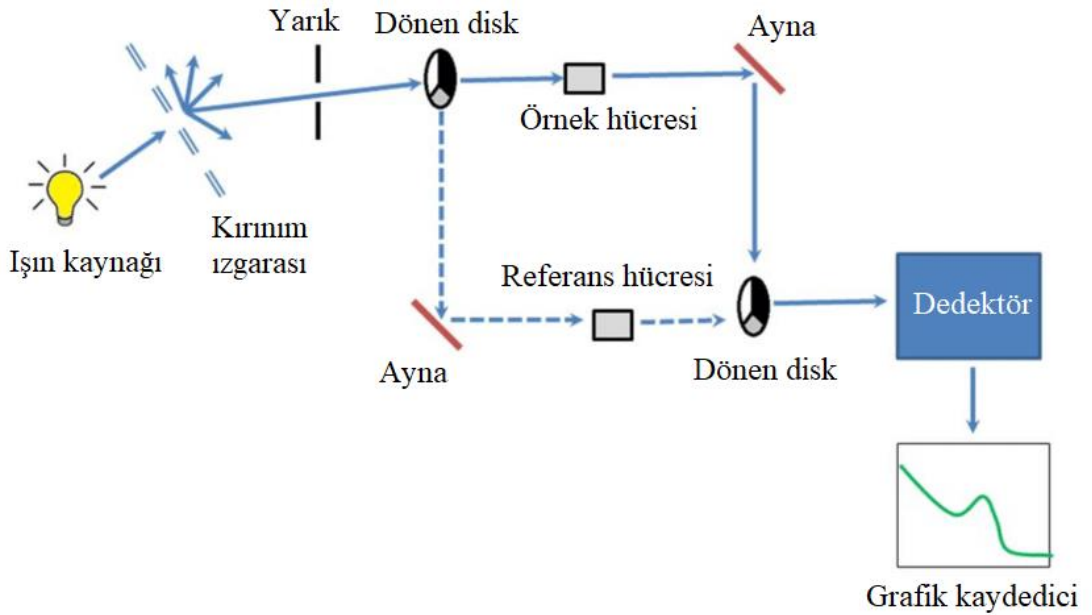 Yarık
Dönen disk
Ayna
Örnek hücresi
Işın kaynağı
Kırınım
ızgarası
Referans hücresi
Ayna
Dönen disk
Dedektör
Grafik kaydedici